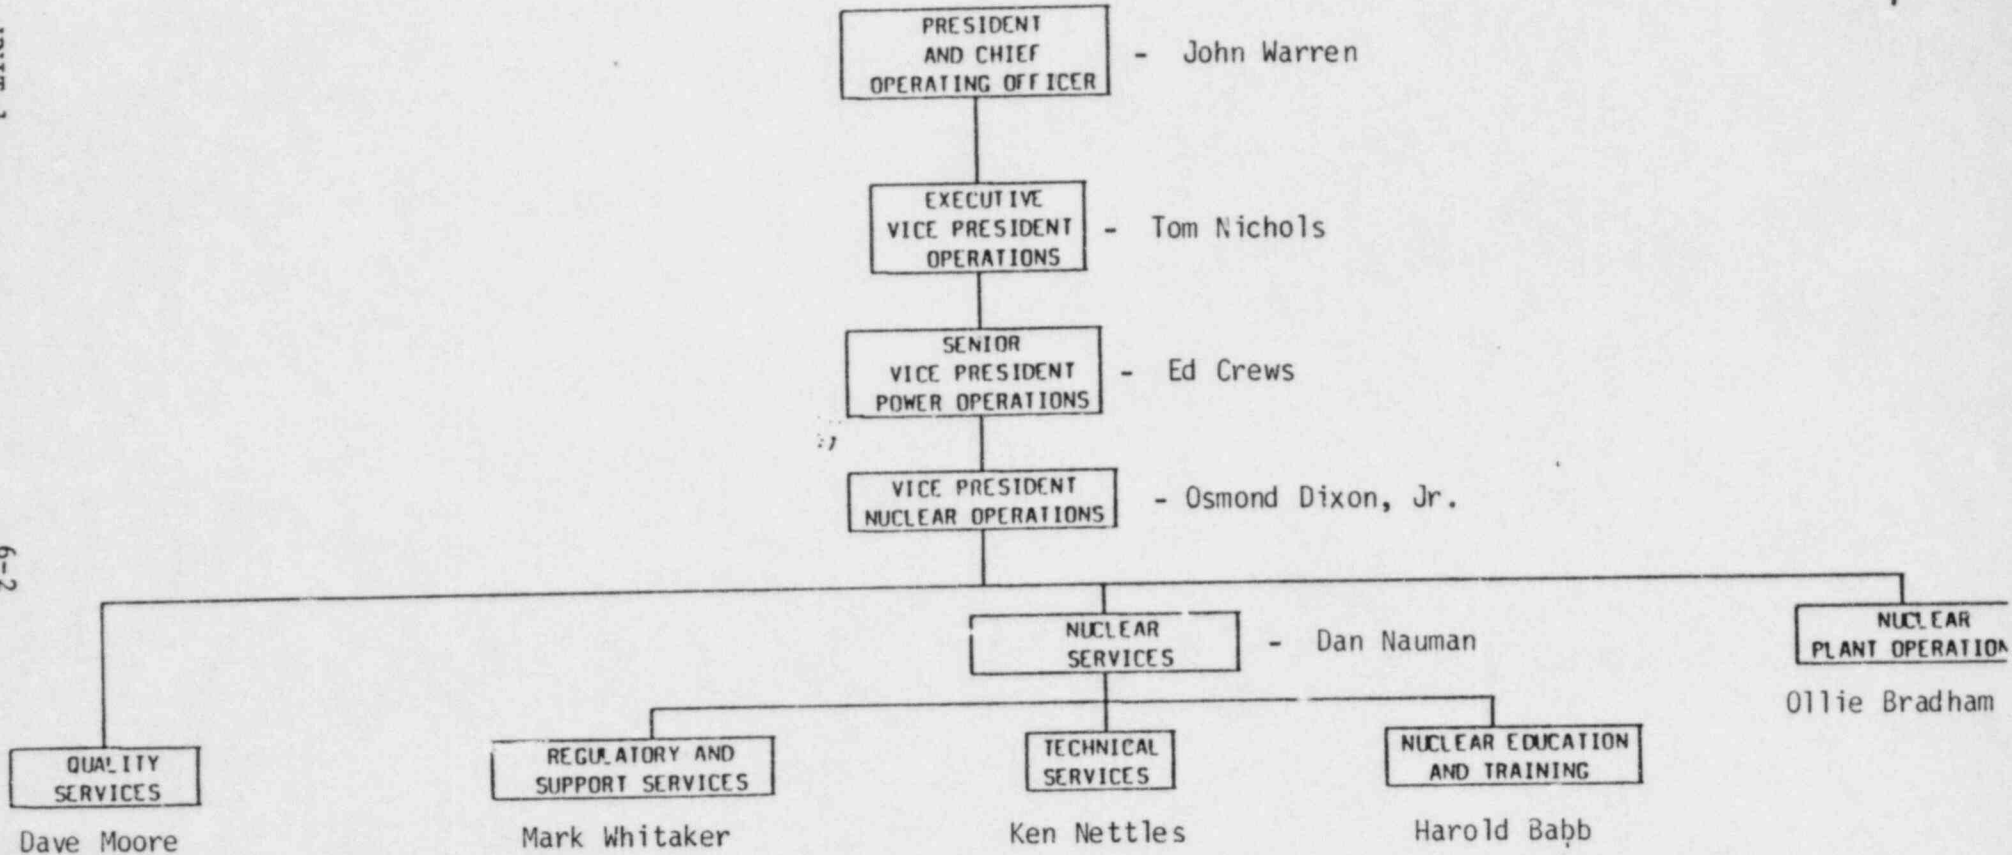 PRESIDENT
AND CHIEF
OPERATING OFFICER
- John Warren
EXECUTIVE
VICE PRESIDENT
OPERATIONS
- Tom Nichols
SENIOR
VICE PRESIDENT
POWER OPERATIONS
- Ed Crews
VICE PRESIDENT
NUCLEAR OPERATIONS
- Osmond Dixon, Jr.
6-2
NUCLEAR
SERVICES
- Dan Nauman
NUCLEAR
PLANT OPERATION
Ollie Bradham
QUALITY
SERVICES
Dave Moore
REGULATORY AND
SUPPORT SERVICES
Mark Whitaker
TECHNICAL
SERVICES
Ken Nettles
NUCLEAR EDUCATION
AND TRAINING
Harold Babb